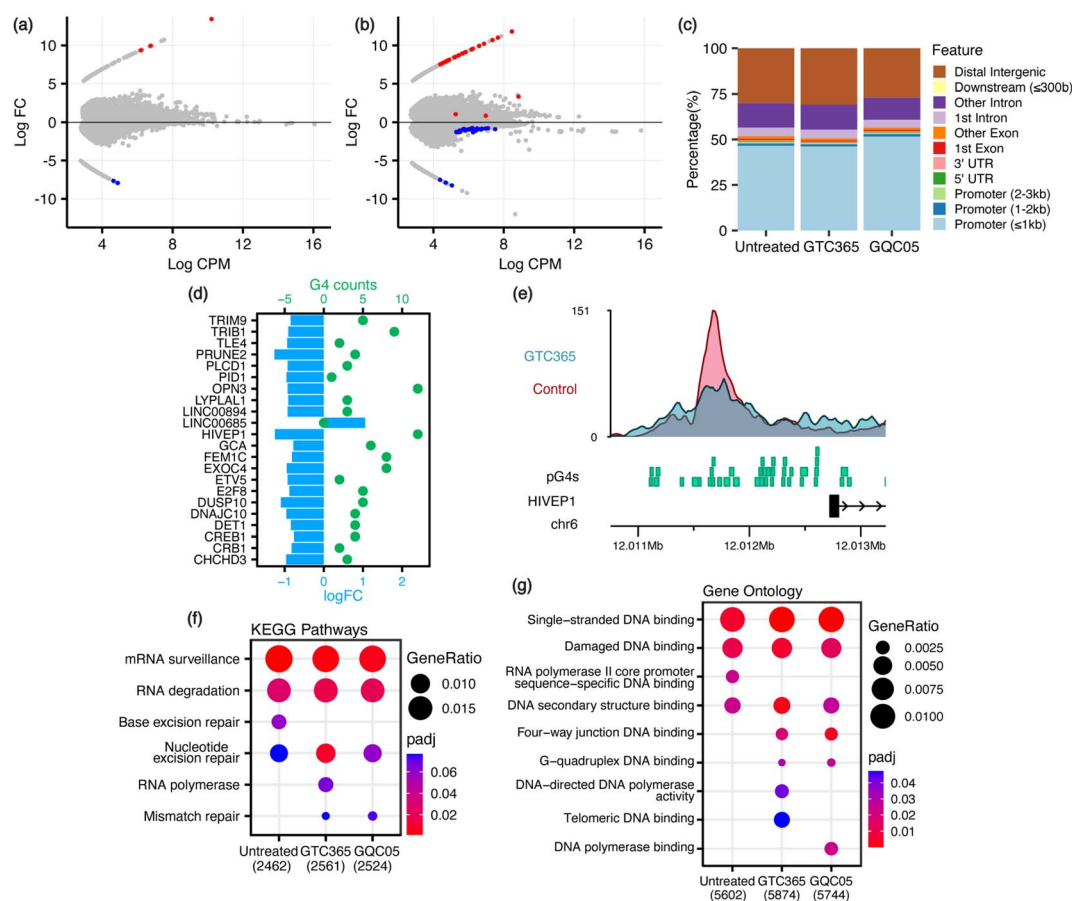 (a)
10
5
0
-5
-10
Log FC
4
8
12
16
Log CPM
(b)
10
5
0
-5
-10
Log FC
4
8
12
16
Log CPM
(c)
100
75
50
25
0
Percentage(%)
Untreated
GTC365
GQC05
Feature
Distal Intergenic
Downstream (≤300b)
Other Intron
1st Intron
Other Exon
1st Exon
3' UTR
5' UTR
Promoter (2-3kb)
Promoter (1-2kb)
Promoter (≤1kb)
(d)
G4 counts
-5 0 5 10
TRIM9
TRIB1
TLE4
PRUNE2
PLCD1
PID1
OPN3
LYPLAL1
LINC00894
LINC00685
HIVEP1
GCA
FEM1C
EXOC4
ETV5
E2F8
DUSP10
DNAJC10
DET1
CREB1
CRB1
CHCHD3
-1 0 1 2
logFC
(e)
151
GTC365
Control
0
pG4s
HIVEP1
chr6
12.011Mb
12.012Mb
12.013Mb
(f)
KEGG Pathways
mRNA surveillance
RNA degradation
Base excision repair
Nucleotide
excision repair
RNA polymerase
Mismatch repair
Untreated
(2462)
GTC365
(2561)
GQC05
(2524)
GeneRatio
0.010
0.015
padj
0.06
0.04
0.02
(g)
Gene Ontology
Single-stranded DNA binding
Damaged DNA binding
RNA polymerase II core promoter
sequence-specific DNA binding
DNA secondary structure binding
Four-way junction DNA binding
G-quadruplex DNA binding
DNA-directed DNA polymerase
activity
Telomeric DNA binding
DNA polymerase binding
Untreated
(5602)
GTC365
(5874)
GQC05
(5744)
GeneRatio
0.0025
0.0050
0.0075
0.0100
padj
0.04
0.03
0.02
0.01